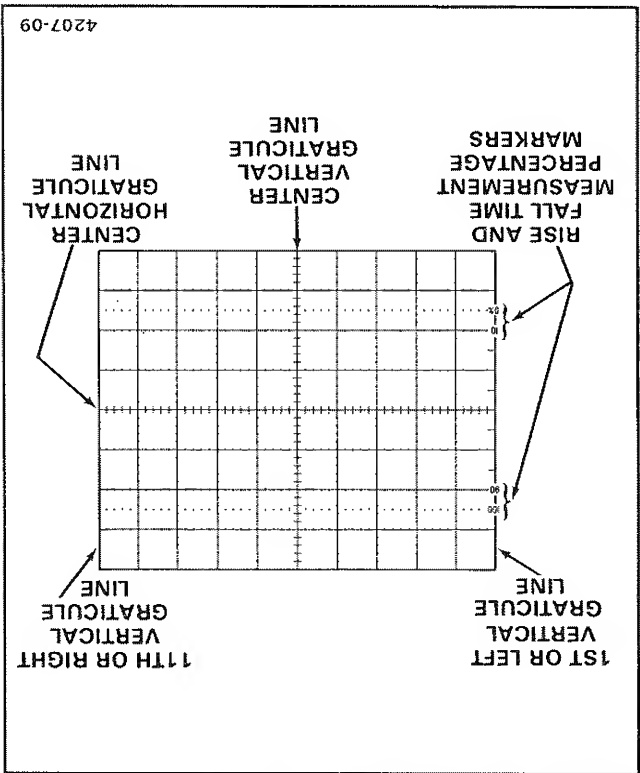 1ST OR LEFT
VERTICAL
GRATICULE
LINE
11TH OR RIGHT
VERTICAL
GRATICULE
LINE
100
90
10
0%
RISE AND
FALL TIME
MEASUREMENT
PERCENTAGE
MARKERS
CENTER
VERTICAL
GRATICULE
LINE
CENTER
HORIZONTAL
GRATICULE
LINE
4207-09